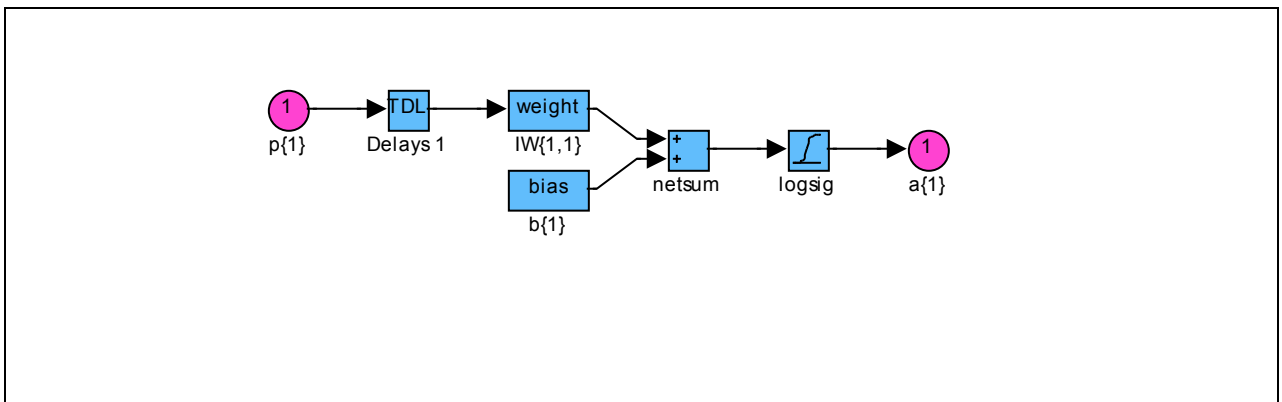 1
p{1}
TDL
Delays 1
weight
IW{1,1}
bias
b{1}
+
+
netsum
logsig
1
a{1}